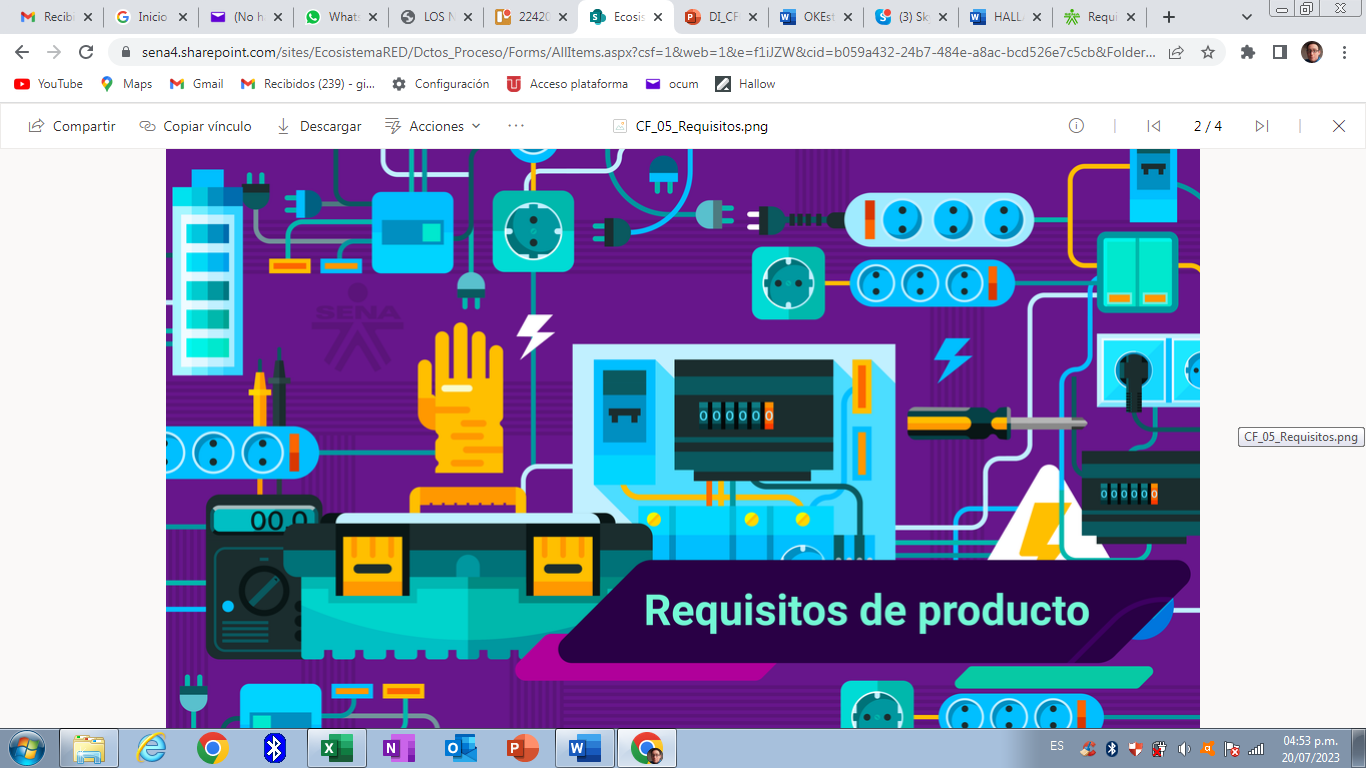 Recibi
Inicio
(No h
Whats
LOS N
22420
Ecosis
DI_CF
OKEst
(3) Sk
HALLA
Requi
sena4.sharepoint.com/sites/EcosistemaRED/Dctos_Proceso/Forms/AllItems.aspx?csf=1&web=1&e=f1iJZW&cid=b059a432-24b7-484e-a8ac-bcd526e7c5cb&Folder...
YouTube
Maps
Gmail
Recibidos (239) - gi...
Configuración
Acceso plataforma
ocum
Hallow
Compartir
Copiar vínculo
Descargar
Acciones
CF_05_Requisitos.png
2 / 4
SENA
000000
000000
00.0
Requisitos de producto
CF_05_Requisitos.png
ES
04:53 p.m.
20/07/2023